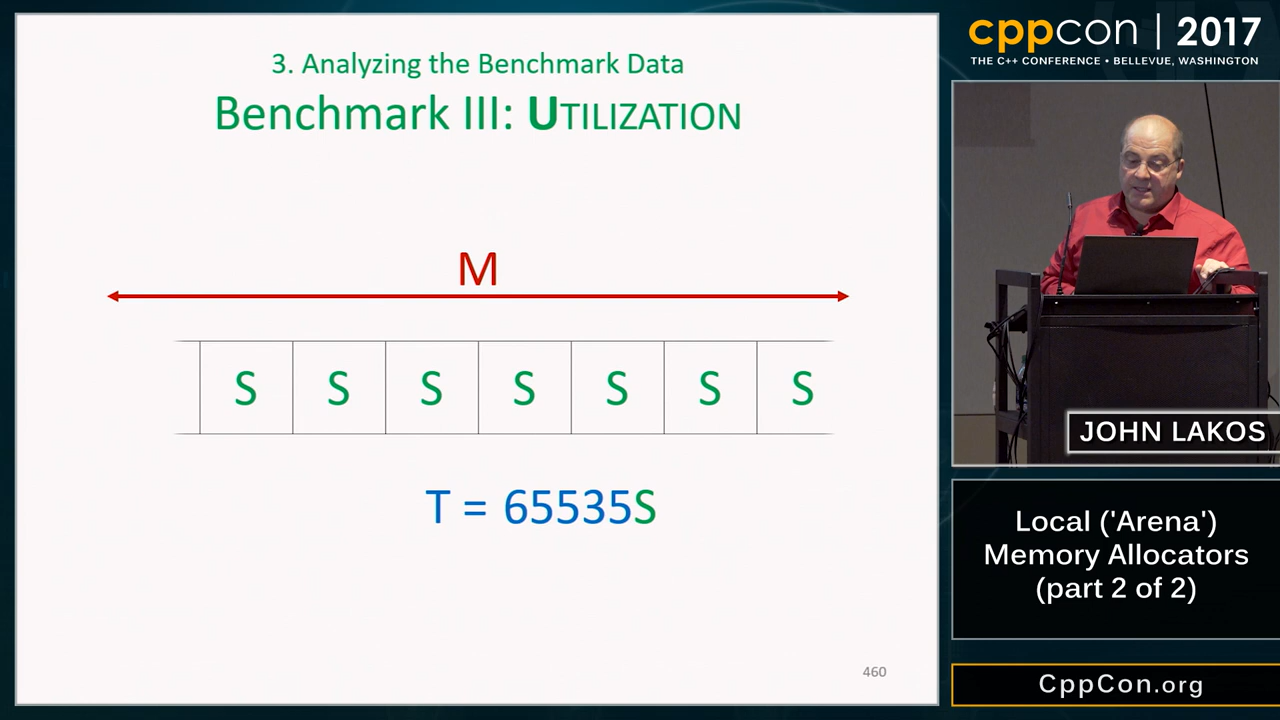 3. Analyzing the Benchmark Data
Benchmark III: UTILIZATION
M
S S S S S S S
T = 65535S
460
cppcon | 2017
THE C++ CONFERENCE • BELLEVUE, WASHINGTON
JOHN LAKOS
Local ('Arena')
Memory Allocators
(part 2 of 2)
CppCon.org